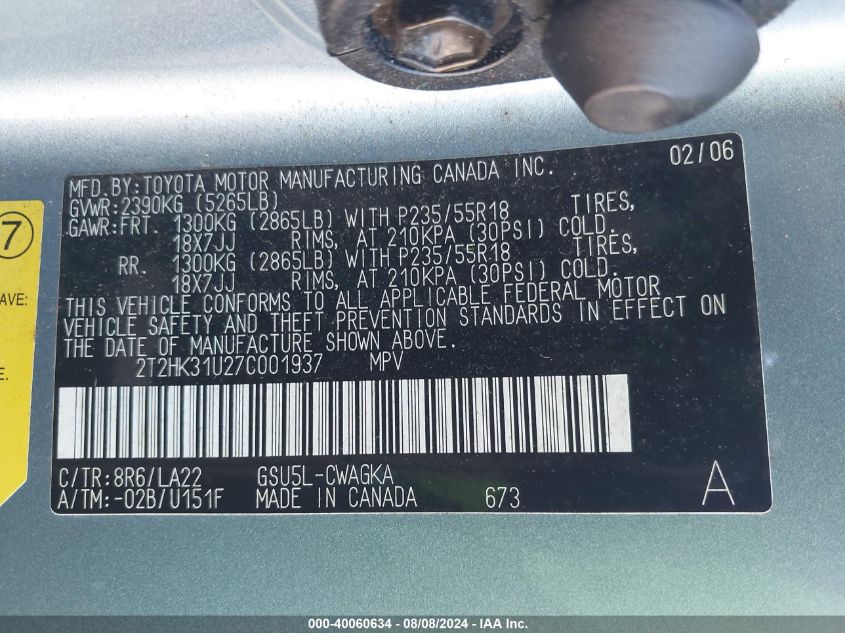 02/06
MFD. BY: TOYOTA MOTOR MANUFACTURING CANADA INC.
GVWR: 2390KG (5265LB)
GAWR: FRT. 1300KG (2865LB) WITH P235/55R18 TIRES,
18X7JJ RIMS, AT 210KPA (30PSI) COLD.
RR. 1300KG (2865LB) WITH P235/55R18 TIRES,
18X7JJ RIMS, AT 210KPA (30PSI) COLD.
THIS VEHICLE CONFORMS TO ALL APPLICABLE FEDERAL MOTOR
VEHICLE SAFETY AND THEFT PREVENTION STANDARDS IN EFFECT ON
THE DATE OF MANUFACTURE SHOWN ABOVE.
2T2HK31U27C001937 MPV
C/TR: 8R6/LA22 GSU5L-CWAGKA
A/TM: -02B/U151F MADE IN CANADA 673 A
7
AVE:
E.
000-40060634 - 08/08/2024 - IAA Inc.